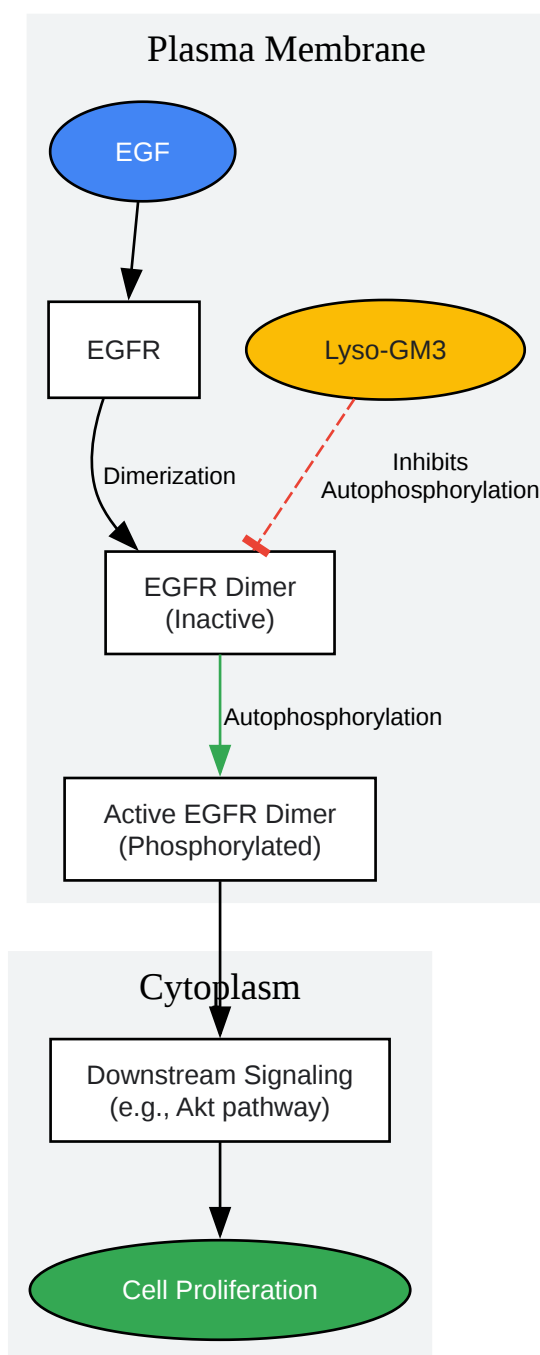 Plasma Membrane
EGF
EGFR
Lyso-GM3
Dimerization
Inhibits
Autophosphorylation
EGFR Dimer
(Inactive)
Autophosphorylation
Active EGFR Dimer
(Phosphorylated)
Cytoplasm
Downstream Signaling
(e.g., Akt pathway)
Cell Proliferation